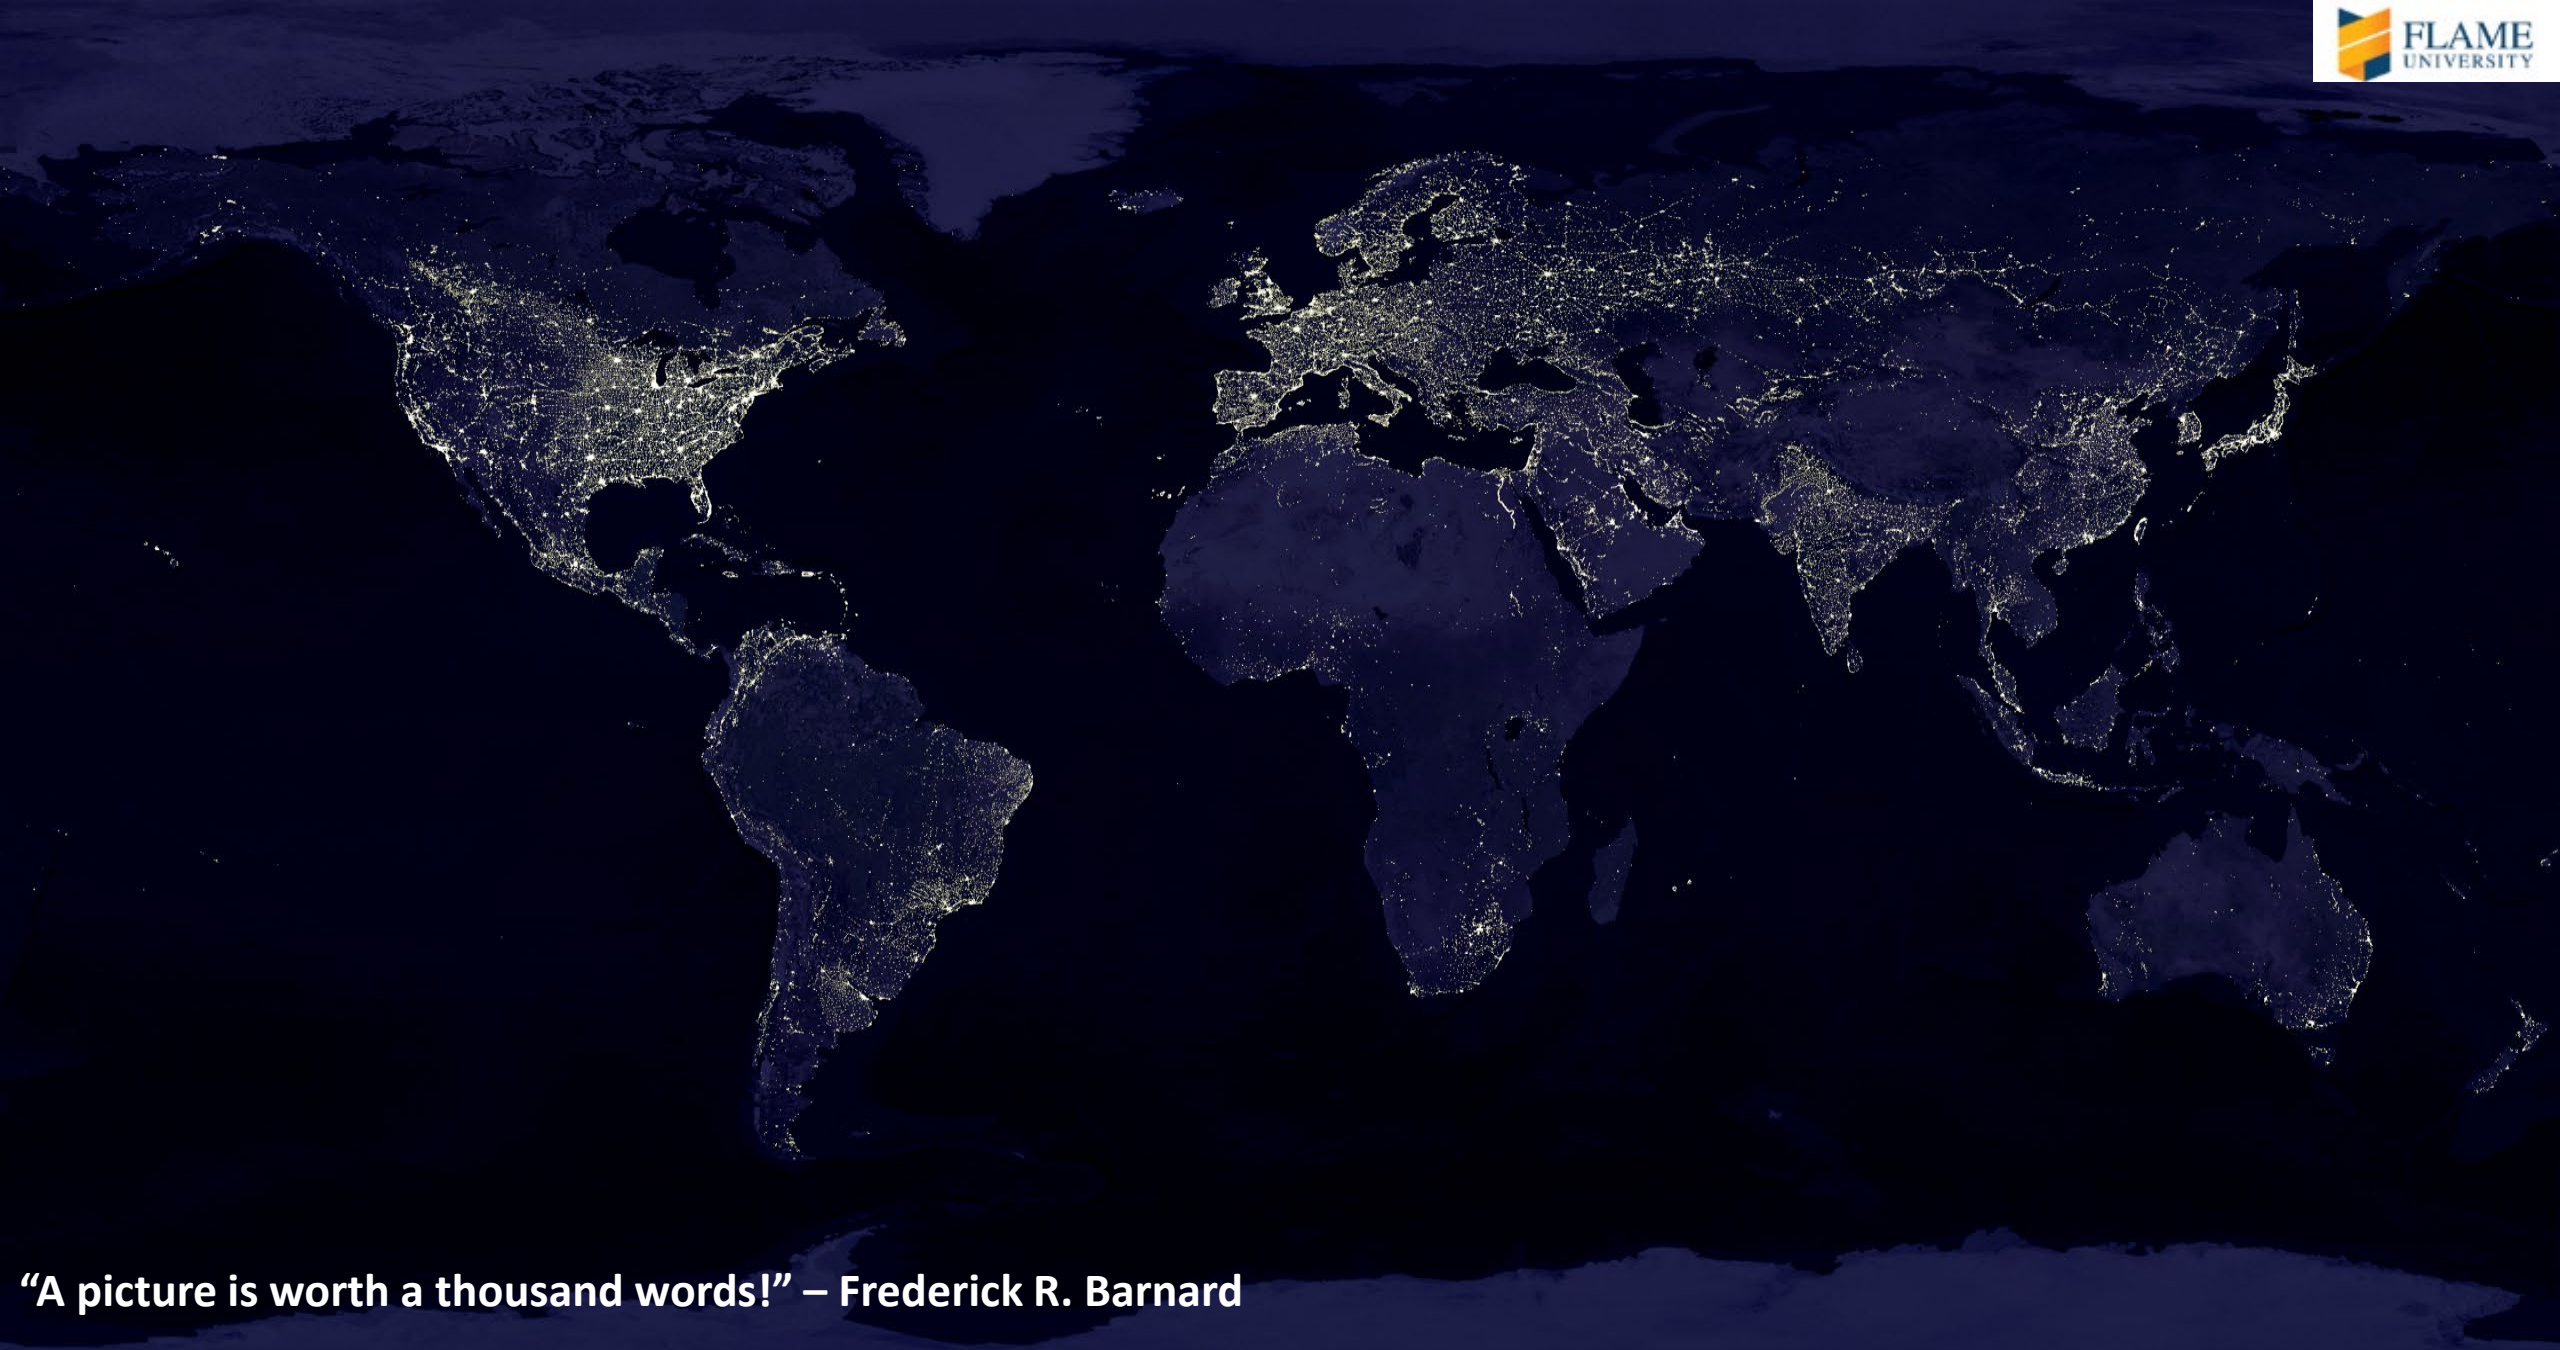 FLAME
UNIVERSITY
“A picture is worth a thousand words!” – Frederick R. Barnard